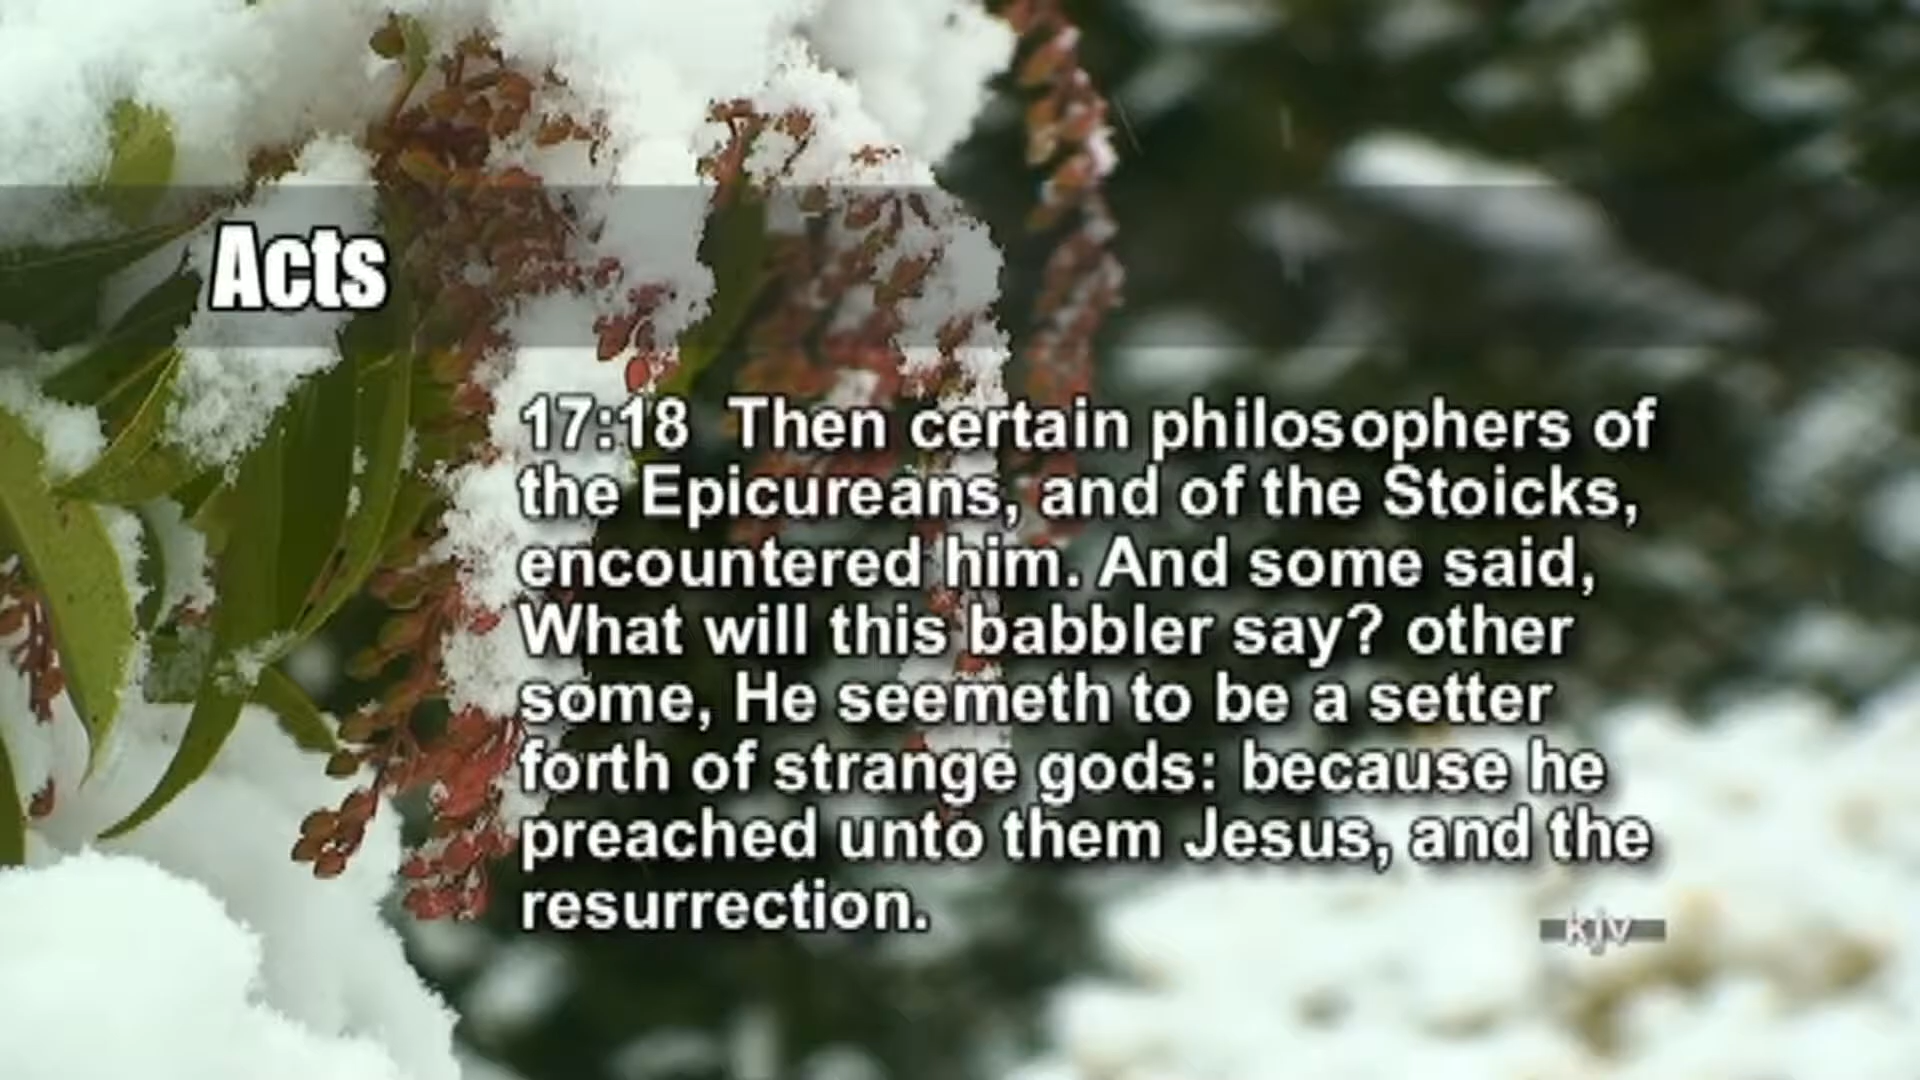 Acts
17:18 Then certain philosophers of
the Epicureans, and of the Stoicks,
encountered him. And some said,
What will this babbler say? other
some, He seemeth to be a setter
forth of strange gods: because he
preached unto them Jesus, and the
resurrection.
kjv